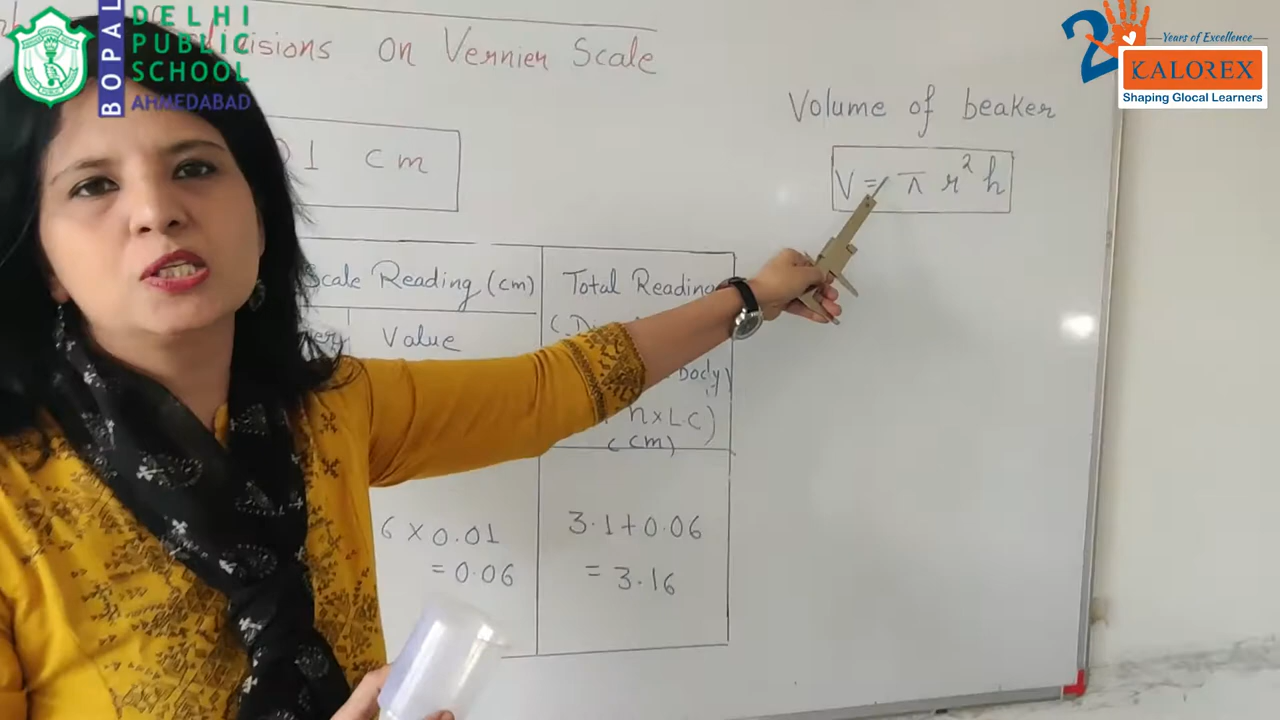 DELHI
PUBLIC
SCHOOL
BOPAL
AHMEDABAD
on Vernier Scale
Years of Excellence
KALOREX
Shaping Glocal Learners
Volume of beaker
V = π r² h
cm
Scale Reading (cm)
Total Reading
Value
Body)
n×L.C)
(cm)
6 × 0.01
= 0.06
3.1+0.06
= 3.16